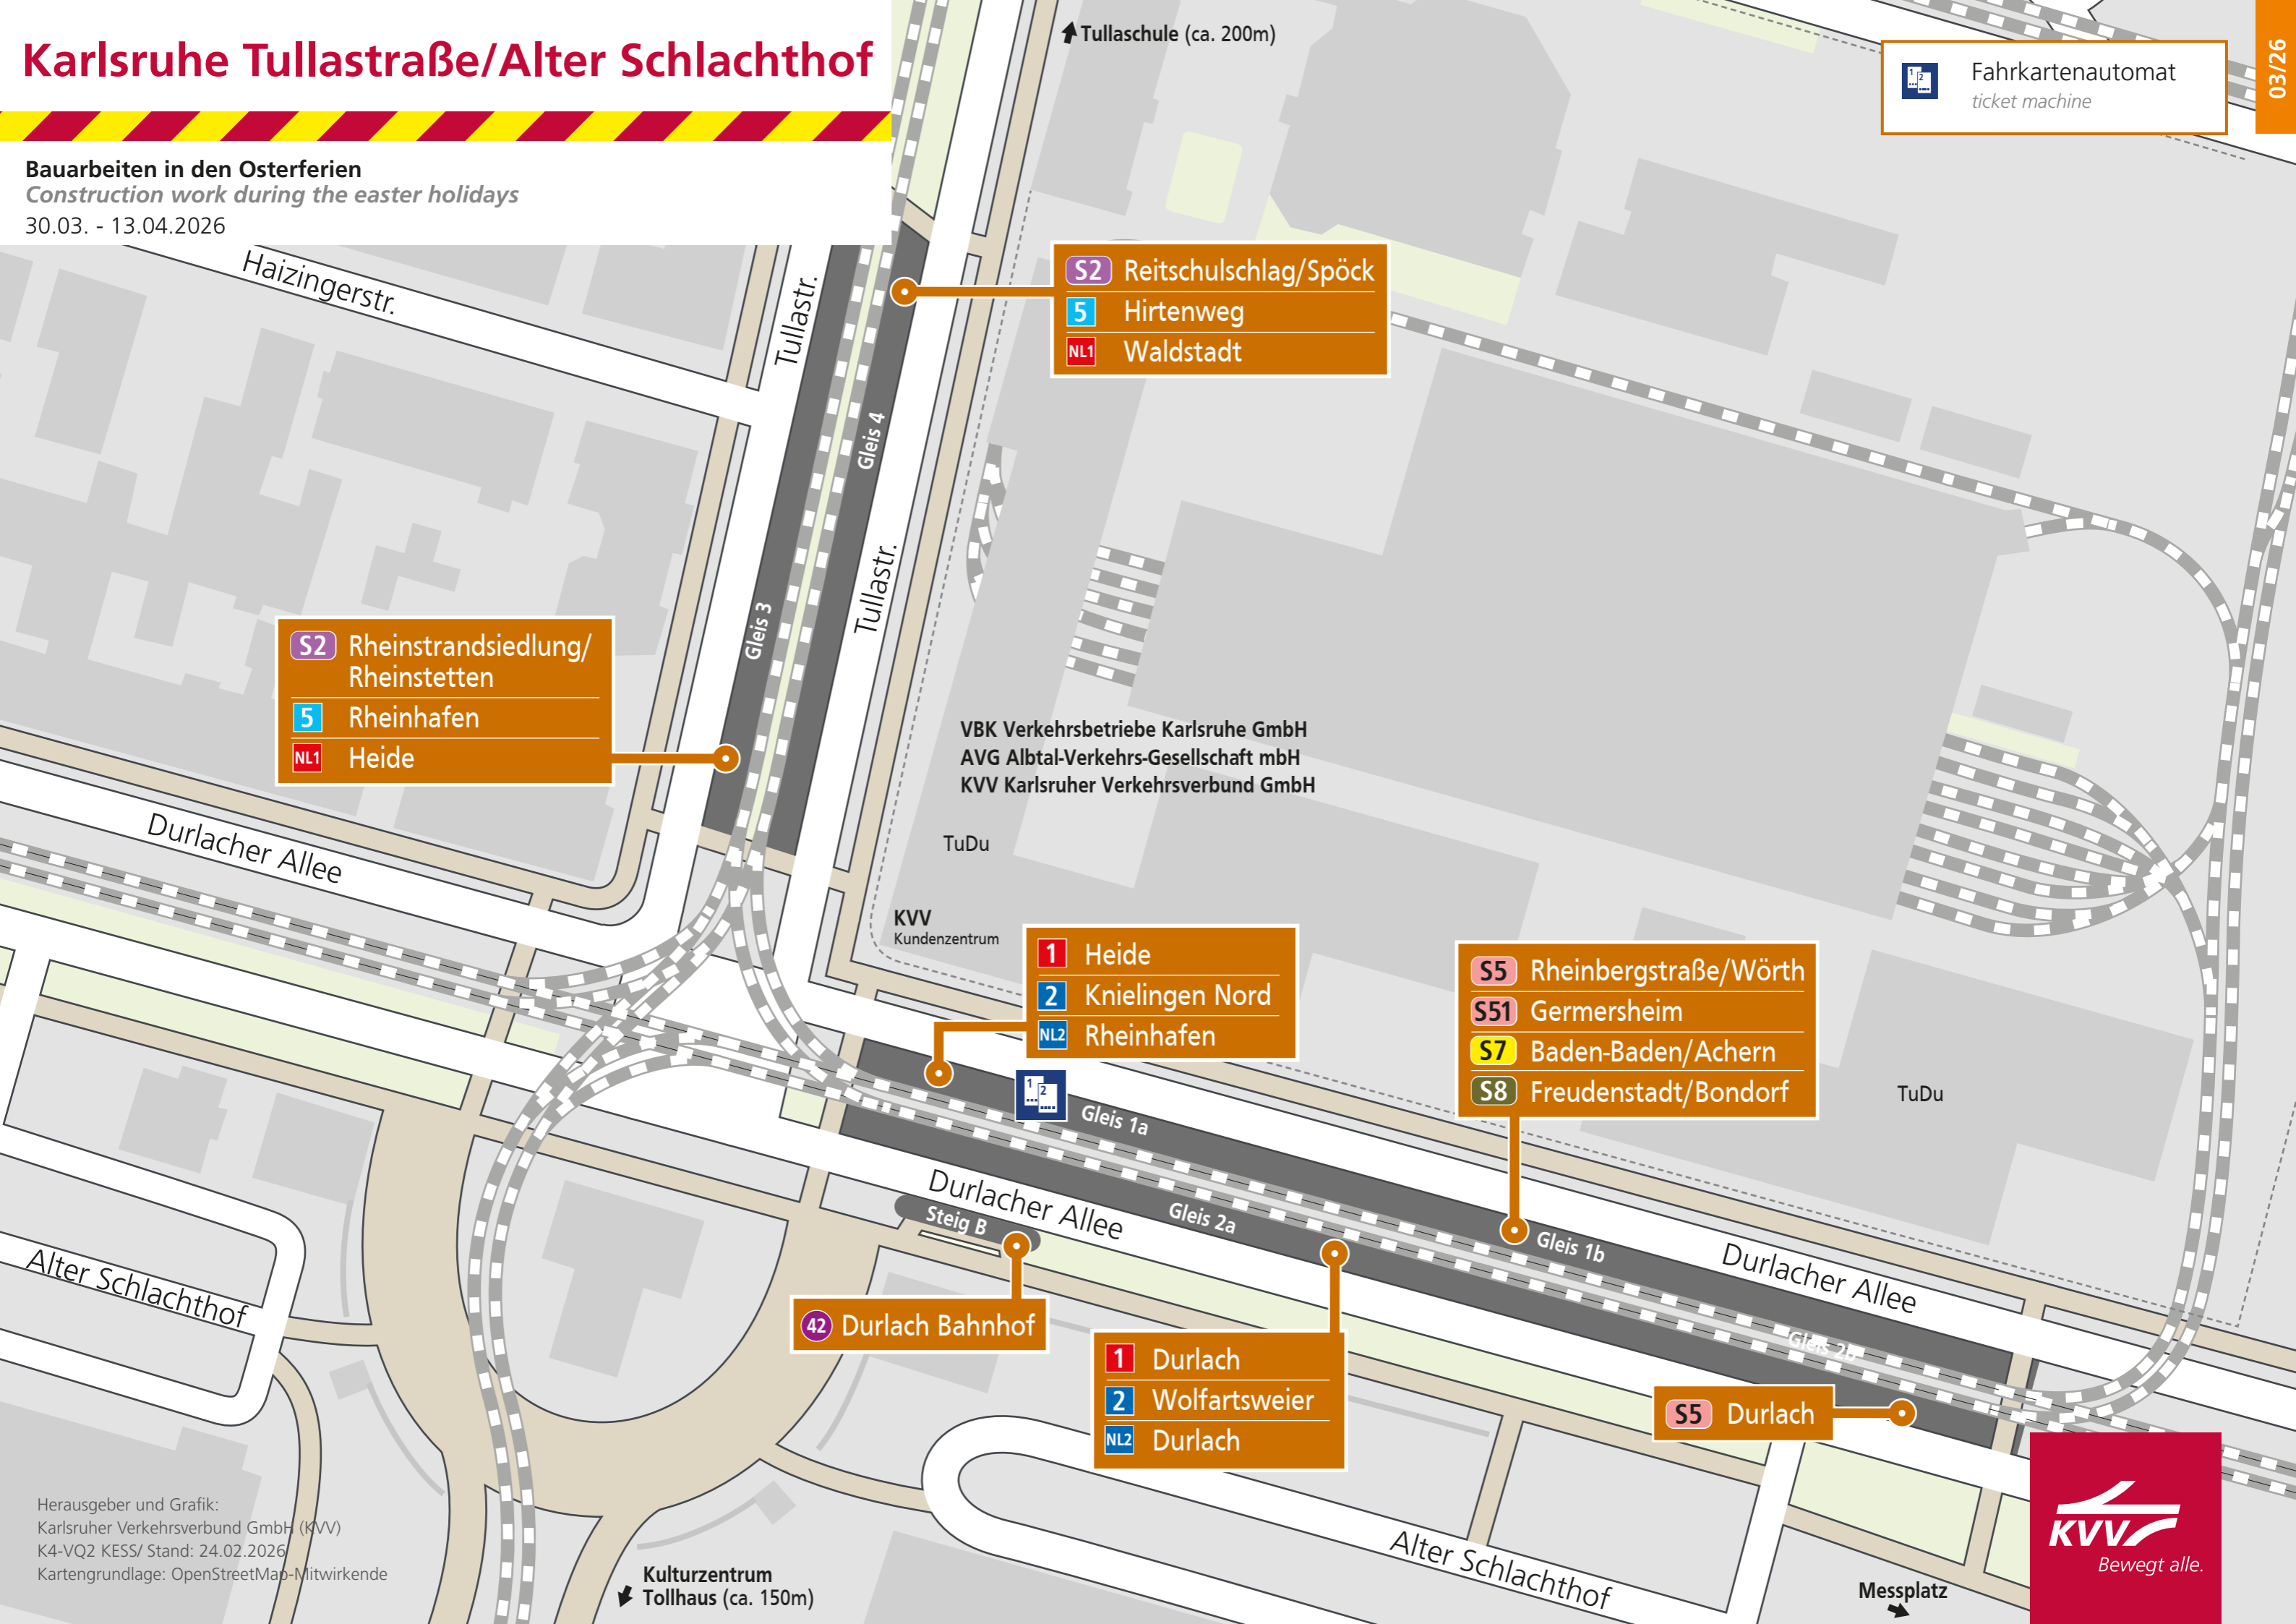 Karlsruhe Tullastraße/Alter Schlachthof
Bauarbeiten in den Osterferien
Construction work during the easter holidays
30.03. - 13.04.2026
Tullaschule (ca. 200m)
1 2
Fahrkartenautomat
ticket machine
03/26
Haizingerstr.
Tullastr.
S2 Reitschulschlag/Spöck
5 Hirtenweg
NL1 Waldstadt
Gleis 4
Tullastr.
Gleis 3
S2 Rheinstrandsiedlung/
Rheinstetten
5 Rheinhafen
NL1 Heide
VBK Verkehrsbetriebe Karlsruhe GmbH
AVG Albtal-Verkehrs-Gesellschaft mbH
KVV Karlsruher Verkehrsverbund GmbH
TuDu
Durlacher Allee
KVV
Kundenzentrum
1 Heide
2 Knielingen Nord
NL2 Rheinhafen
S5 Rheinbergstraße/Wörth
S51 Germersheim
S7 Baden-Baden/Achern
S8 Freudenstadt/Bondorf
TuDu
1 2
Gleis 1a
Durlacher Allee
Gleis 2a
Steig B
Gleis 1b
Durlacher Allee
Gleis 2b
Alter Schlachthof
42 Durlach Bahnhof
1 Durlach
2 Wolfartsweier
NL2 Durlach
S5 Durlach
Herausgeber und Grafik:
Karlsruher Verkehrsverbund GmbH (KVV)
K4-VQ2 KESS/ Stand: 24.02.2026
Kartengrundlage: OpenStreetMap-Mitwirkende
Kulturzentrum
Tollhaus (ca. 150m)
Alter Schlachthof
Messplatz
KVV
Bewegt alle.